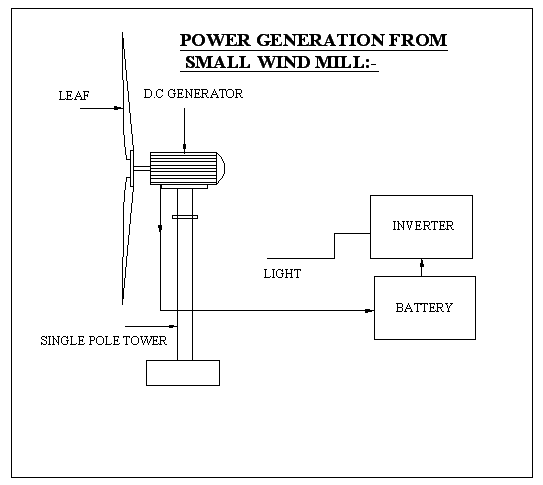 POWER GENERATION FROM
SMALL WIND MILL:-
LEAF
D.C GENERATOR
INVERTER
LIGHT
BATTERY
SINGLE POLE TOWER